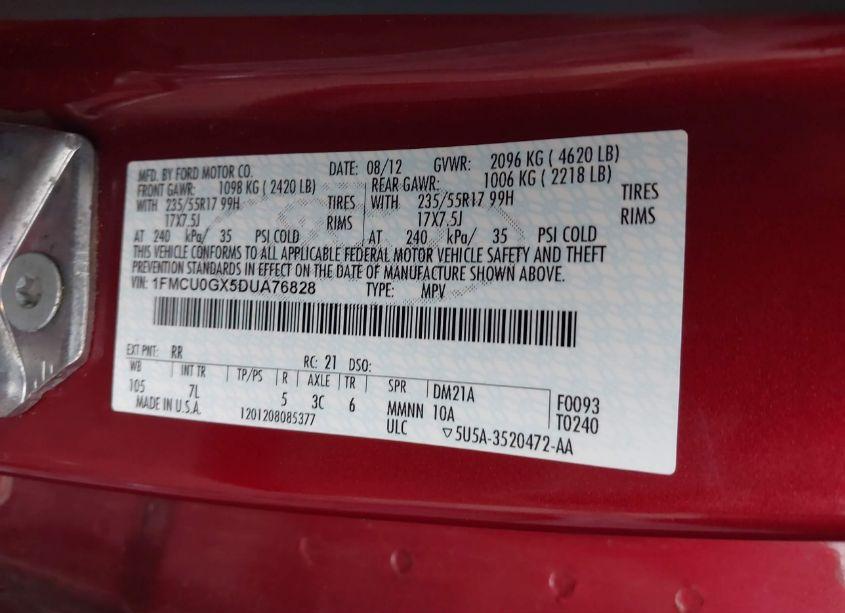 MFD. BY FORD MOTOR CO. DATE: 08/12 GVWR: 2096 KG ( 4620 LB)
FRONT GAWR: 1098 KG ( 2420 LB) REAR GAWR: 1006 KG ( 2218 LB)
WITH 235/55R17 99H TIRES WITH 235/55R17 99H TIRES
17X7.5J RIMS 17X7.5J RIMS
AT 240 kPa/ 35 PSI COLD AT 240 kPa/ 35 PSI COLD
THIS VEHICLE CONFORMS TO ALL APPLICABLE FEDERAL MOTOR VEHICLE SAFETY AND THEFT
PREVENTION STANDARDS IN EFFECT ON THE DATE OF MANUFACTURE SHOWN ABOVE.
VIN: 1FMCU0GX5DUA76828 TYPE: MPV
EXT PNT: RR RC: 21 DSO:
WB INT TR TP/PS R AXLE TR SPR DM21A F0093
105 7L 5 3C 6 MMNN 10A T0240
MADE IN U.S.A. 1201208085377 ULC ▽5U5A-3520472-AA